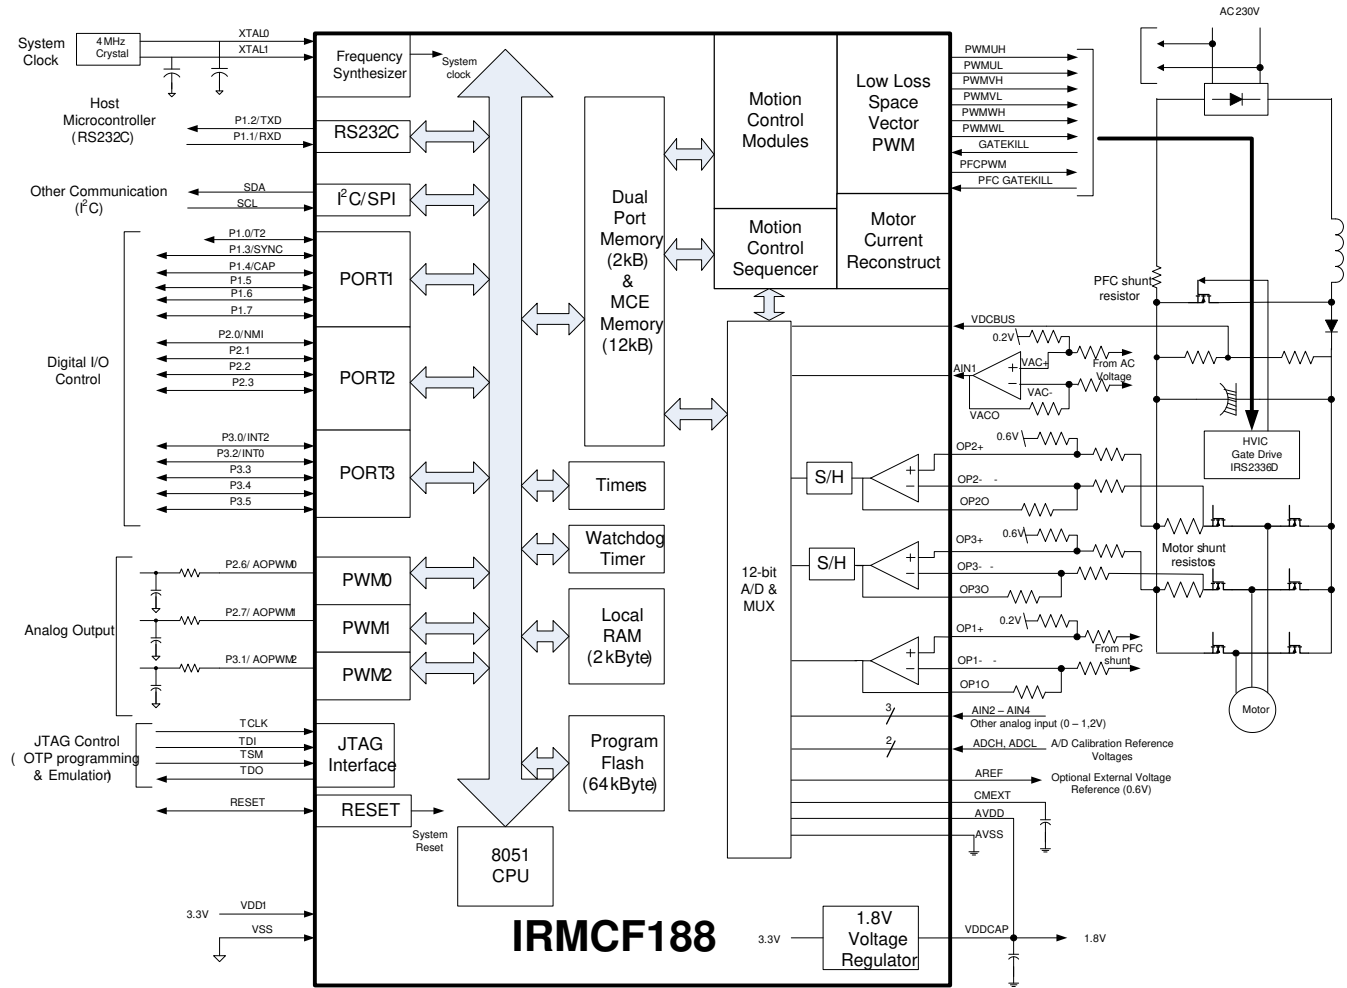 AC 230V
System
Clock
4 MHz
Crystal
XTAL0
XTAL1
Frequency
Synthesizer
System
clock
Host
Microcontroller
(RS232C)
P1.2/TXD
P1.1/RXD
RS232C
Other Communication
(I²C)
SDA
SCL
I²C/SPI
Digital I/O
Control
P1.0/T2
P1.3/SYNC
P1.4/CAP
P1.5
P1.6
P1.7
PORT1
P2.0/NMI
P2.1
P2.2
P2.3
PORT2
P3.0/INT2
P3.2/INT0
P3.3
P3.4
P3.5
PORT3
Analog Output
P2.6/ AOPWM0
P2.7/ AOPWM1
P3.1/ AOPWM2
PWM0
PWM1
PWM2
JTAG Control
( OTP programming
& Emulation)
TCLK
TDI
TSM
TDO
JTAG
Interface
RESET
RESET
System
Reset
3.3V
VDD1
VSS
8051
CPU
Dual
Port
Memory
(2kB)
&
MCE
Memory
(12kB)
Timers
Watchdog
Timer
Local
RAM
(2kByte)
Program
Flash
(64kByte)
Motion
Control
Modules
Low Loss
Space
Vector
PWM
Motion
Control
Sequencer
Motor
Current
Reconstruct
12-bit
A/D &
MUX
S/H
S/H
IRMCF188
3.3V
1.8V
Voltage
Regulator
PWMUH
PWMUL
PWMVH
PWMVL
PWMWH
PWMWL
GATEKILL
PFCPWM
PFC GATEKILL
VDCBUS
0.2V
AIN1
VAC+
VAC-
VACO
From AC
Voltage
0.6V
OP2+
OP2- -
OP2O
0.6V
OP3+
OP3- -
OP3O
0.2V
OP1+
OP1- -
OP1O
From PFC
shunt
3
AIN2 – AIN4
Other analog input (0 – 1,2V)
2
ADCH, ADCL
A/D Calibration Reference
Voltages
AREF
Optional External Voltage
Reference (0.6V)
CMEXT
AVDD
AVSS
VDDCAP
1.8V
PFC shunt
resistor
HVIC
Gate Drive
IRS2336D
Motor shunt
resistors
Motor